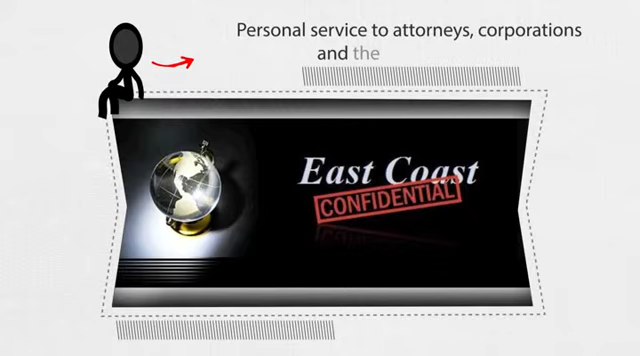 Personal service to attorneys, corporations
and the
East Coast
CONFIDENTIAL